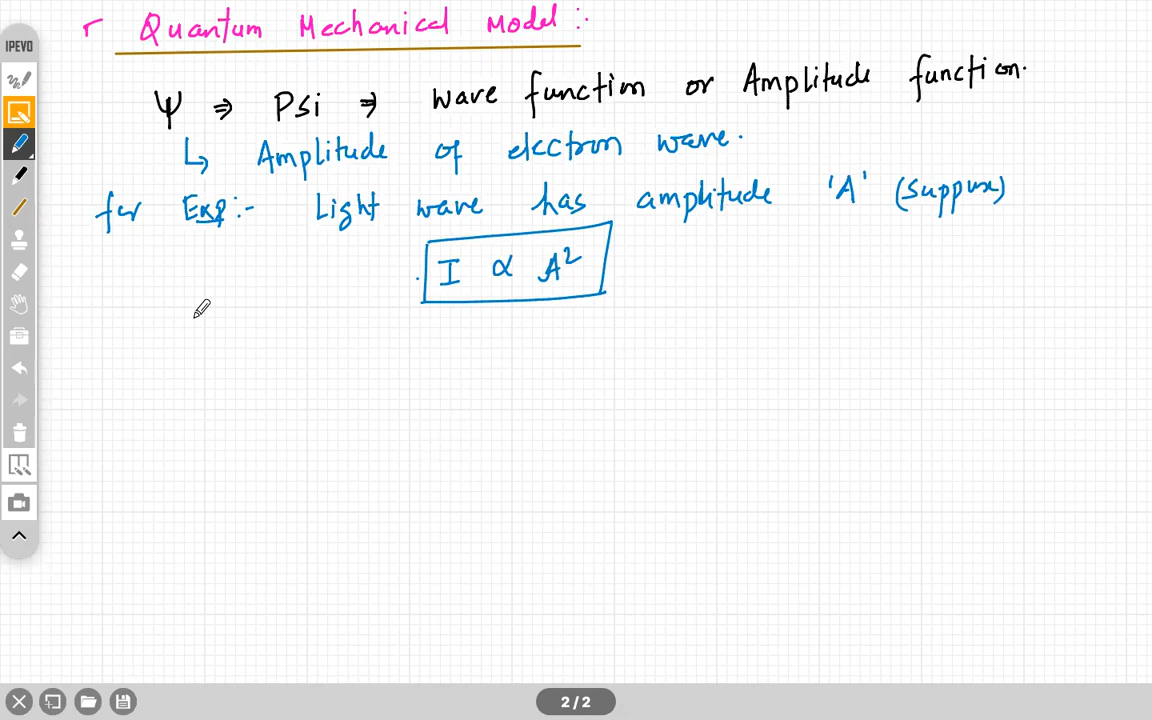 Quantum Mechanical Model :-
IPEVO
Ψ ⇒ Psi ⇒ Wave function or Amplitude function.
↳ Amplitude of electron wave.
for Exp :- Light wave has amplitude 'A' (Suppose)
I ∝ A²
2 / 2